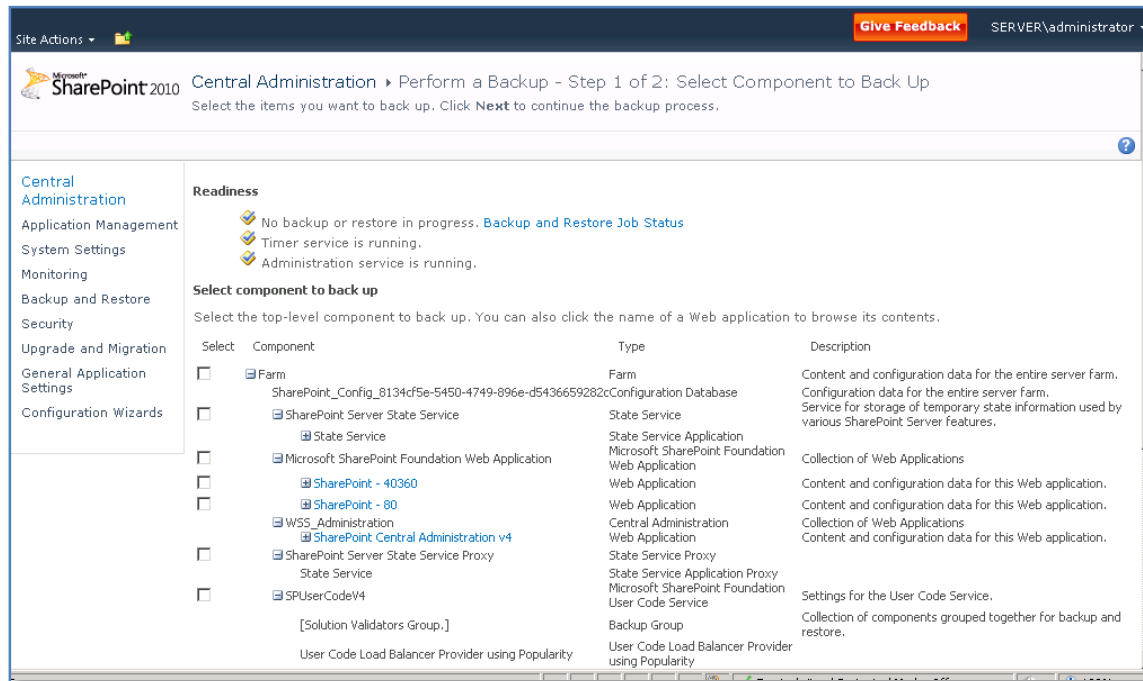 Site Actions
Give Feedback
SERVER\administrator
Microsoft
SharePoint 2010
Central Administration
Perform a Backup - Step 1 of 2: Select Component to Back Up
Select the items you want to back up. Click Next to continue the backup process.
Central
Administration
Application Management
System Settings
Monitoring
Backup and Restore
Security
Upgrade and Migration
General Application
Settings
Configuration Wizards
Readiness
No backup or restore in progress. Backup and Restore Job Status
Timer service is running.
Administration service is running.
Select component to back up
Select the top-level component to back up. You can also click the name of a Web application to browse its contents.
Select Component Type Description
Farm Farm Content and configuration data for the entire server farm.
SharePoint_Config_8134cf5e-5450-4749-896e-d5436659282c Configuration Database Configuration data for the entire server farm.
SharePoint Server State Service State Service Service for storage of temporary state information used by
various SharePoint Server features.
State Service State Service Application
Microsoft SharePoint Foundation Web Application Microsoft SharePoint Foundation
Web Application Collection of Web Applications
SharePoint - 40360 Web Application Content and configuration data for this Web application.
SharePoint - 80 Web Application Content and configuration data for this Web application.
WSS_Administration Central Administration Collection of Web Applications
SharePoint Central Administration v4 Web Application Content and configuration data for this Web application.
SharePoint Server State Service Proxy State Service Proxy
State Service State Service Application Proxy
SPUserCodeV4 Microsoft SharePoint Foundation
User Code Service Settings for the User Code Service.
[Solution Validators Group.] Backup Group Collection of components grouped together for backup and
restore.
User Code Load Balancer Provider using Popularity User Code Load Balancer Provider
using Popularity